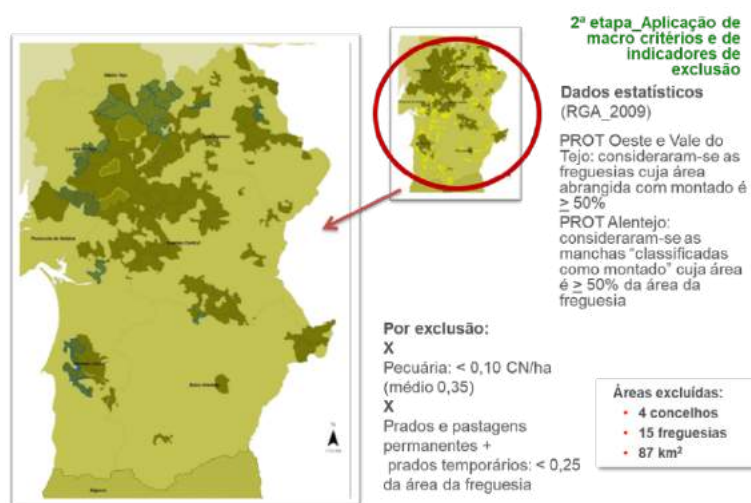 2ª etapa_Aplicação de
macro critérios e de
indicadores de
exclusão
Dados estatísticos
(RGA_2009)
PROT Oeste e Vale do
Tejo: consideraram-se as
freguesias cuja área
abrangida com montado é
≥ 50%
PROT Alentejo:
consideraram-se as
manchas “classificadas
como montado” cuja área
é ≥ 50% da área da
freguesia
Por exclusão:
X
Pecuária: < 0,10 CN/ha
(médio 0,35)
X
Prados e pastagens
permanentes +
prados temporários: < 0,25
da área da freguesia
Áreas excluídas:
• 4 concelhos
• 15 freguesias
• 87 km²